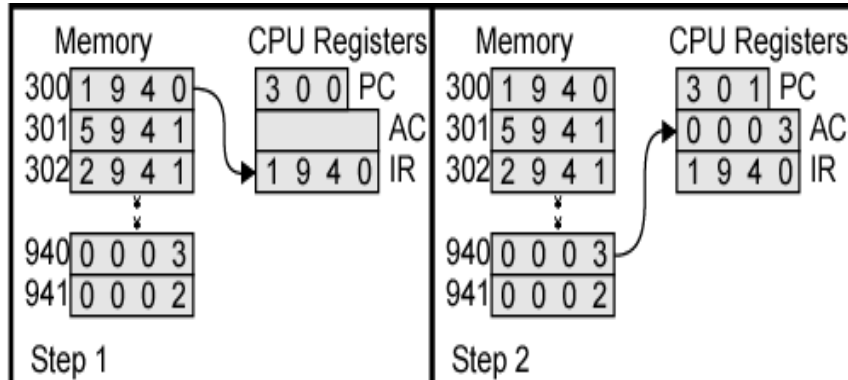 Memory CPU Registers
300 1 9 4 0 3 0 0 PC
301 5 9 4 1 AC
302 2 9 4 1 1 9 4 0 IR
940 0 0 0 3
941 0 0 0 2
Step 1
Memory CPU Registers
300 1 9 4 0 3 0 1 PC
301 5 9 4 1 0 0 0 3 AC
302 2 9 4 1 1 9 4 0 IR
940 0 0 0 3
941 0 0 0 2
Step 2